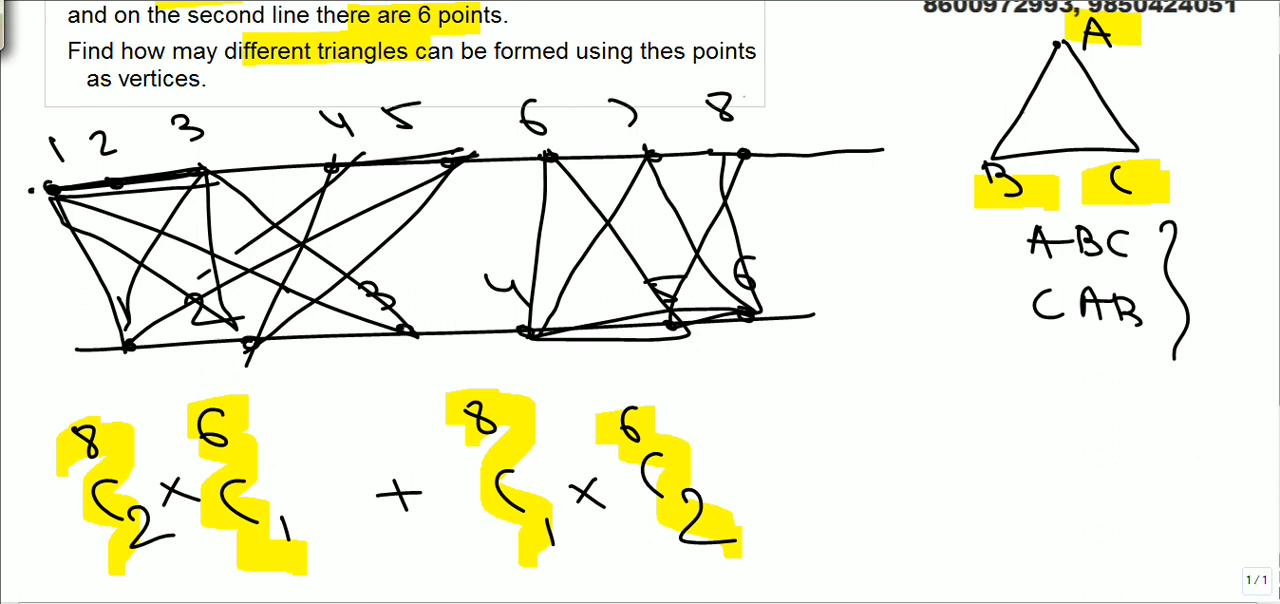 and on the second line there are 6 points.
8600972993, 9850424051
Find how may different triangles can be formed using thes points
as vertices.
A
B C
1 2 3 4 5 6 7 8
1 2 3 4 5 6
ABC
CAB
8C2 × 6C1 + 8C1 × 6C2
1 / 1